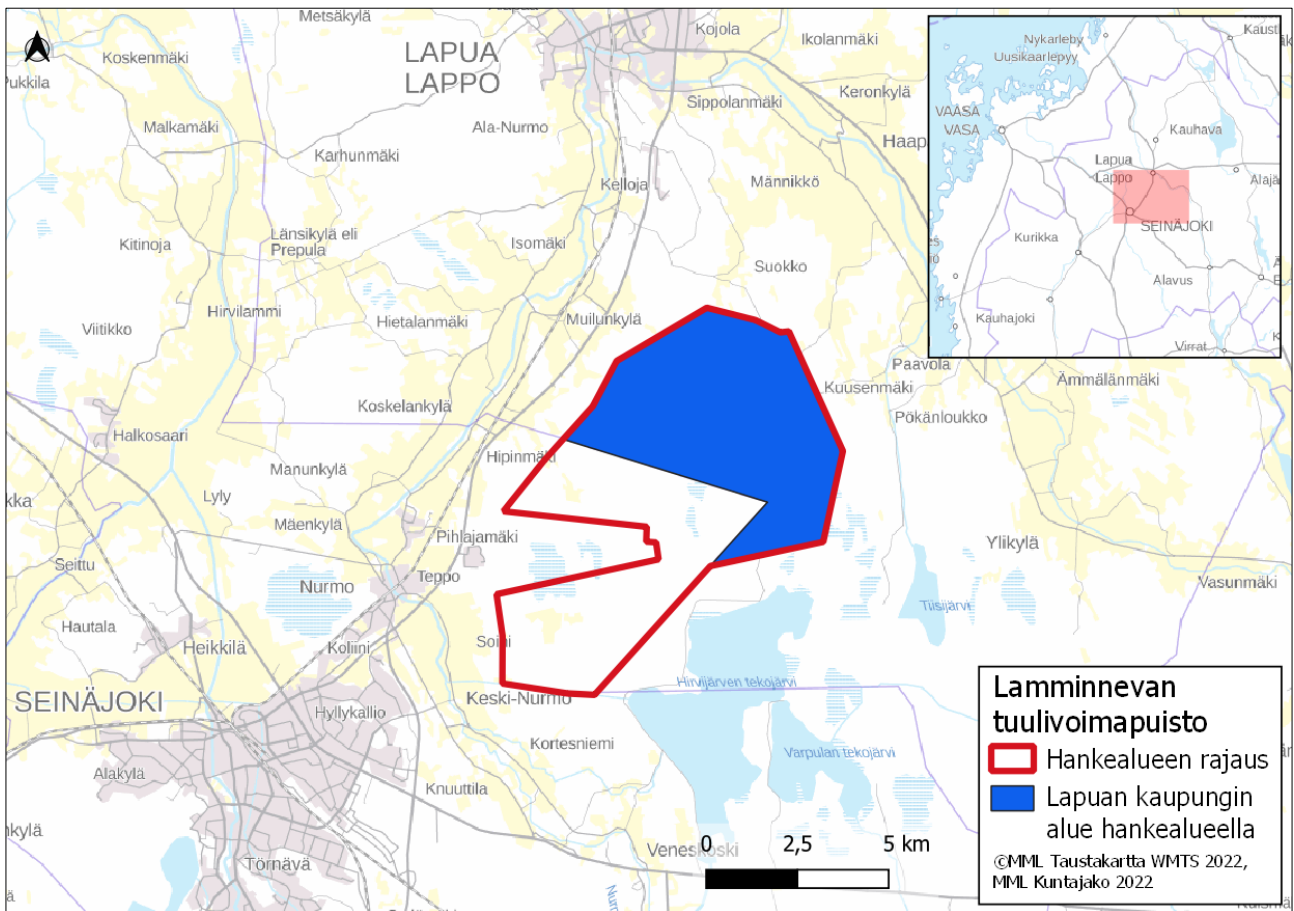 Metsäkylä
Kojola
Ikolanmäki
Koskenmäki
LAPUA
LAPPO
Pukkila
Keronkylä
Sippolanmäki
Malkamäki
Ala-Nurmo
Haap
Karhunmäki
Kelloja
Männikkö
Länsikylä eli
Prepula
Kitinoja
Isomäki
Suokko
Hirvilammi
Hietalanmäki
Muilunkylä
Viitikko
Paavola
Kuusenmäki
Ämmälänmäki
Koskelankylä
Pökänloukko
Halkosaari
Hipinmäki
Manunkylä
kka
Lyly
Mäenkylä
Pihlajamäki
Ylikylä
Seittu
Teppo
Vasunmäki
Nurmo
Tiisijärvi
Hautala
Heikkilä
Koliini
Soini
Hirvijärven tekojärvi
SEINÄJOKI
Keski-Nurmo
Hyllykallio
Kortesniemi
Varpulan tekojärvi
Alakylä
Knuuttila
nkylä
Veneskoski
Törnävä
Nykarleby
Uusikaarlepyy
Kausti
VAASA
VASA
Kauhava
Lapua
Lappo
Alajä
SEINÄJOKI
Kurikka
Alavus
Kauhajoki
Virrat
Lamminnevan
tuulivoimapuisto
Hankealueen rajaus
Lapuan kaupungin
alue hankealueella
©MML Taustakartta WMTS 2022,
MML Kuntajako 2022
0 2,5 5 km